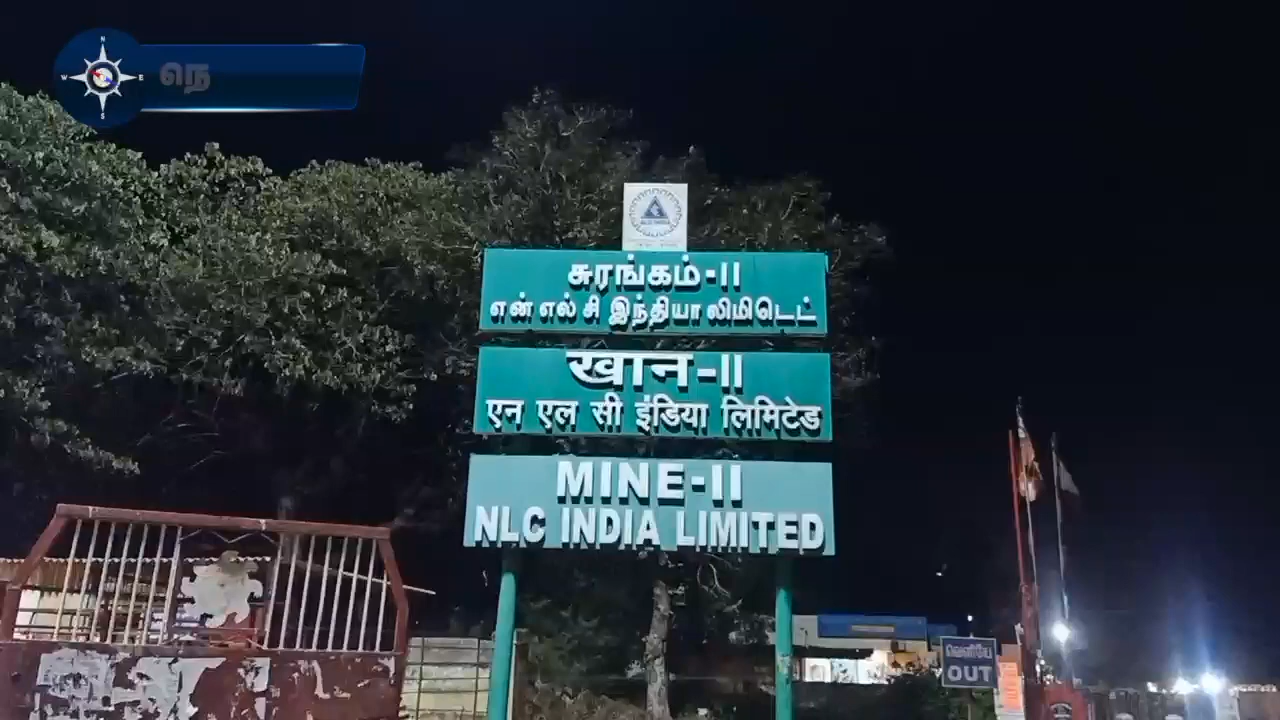 நெ
சுரங்கம்-II
என் எல் சி இந்தியா லிமிடெட்
खान-II
एन एल सी इंडिया लिमिटेड
MINE-II
NLC INDIA LIMITED
வெளியே
OUT